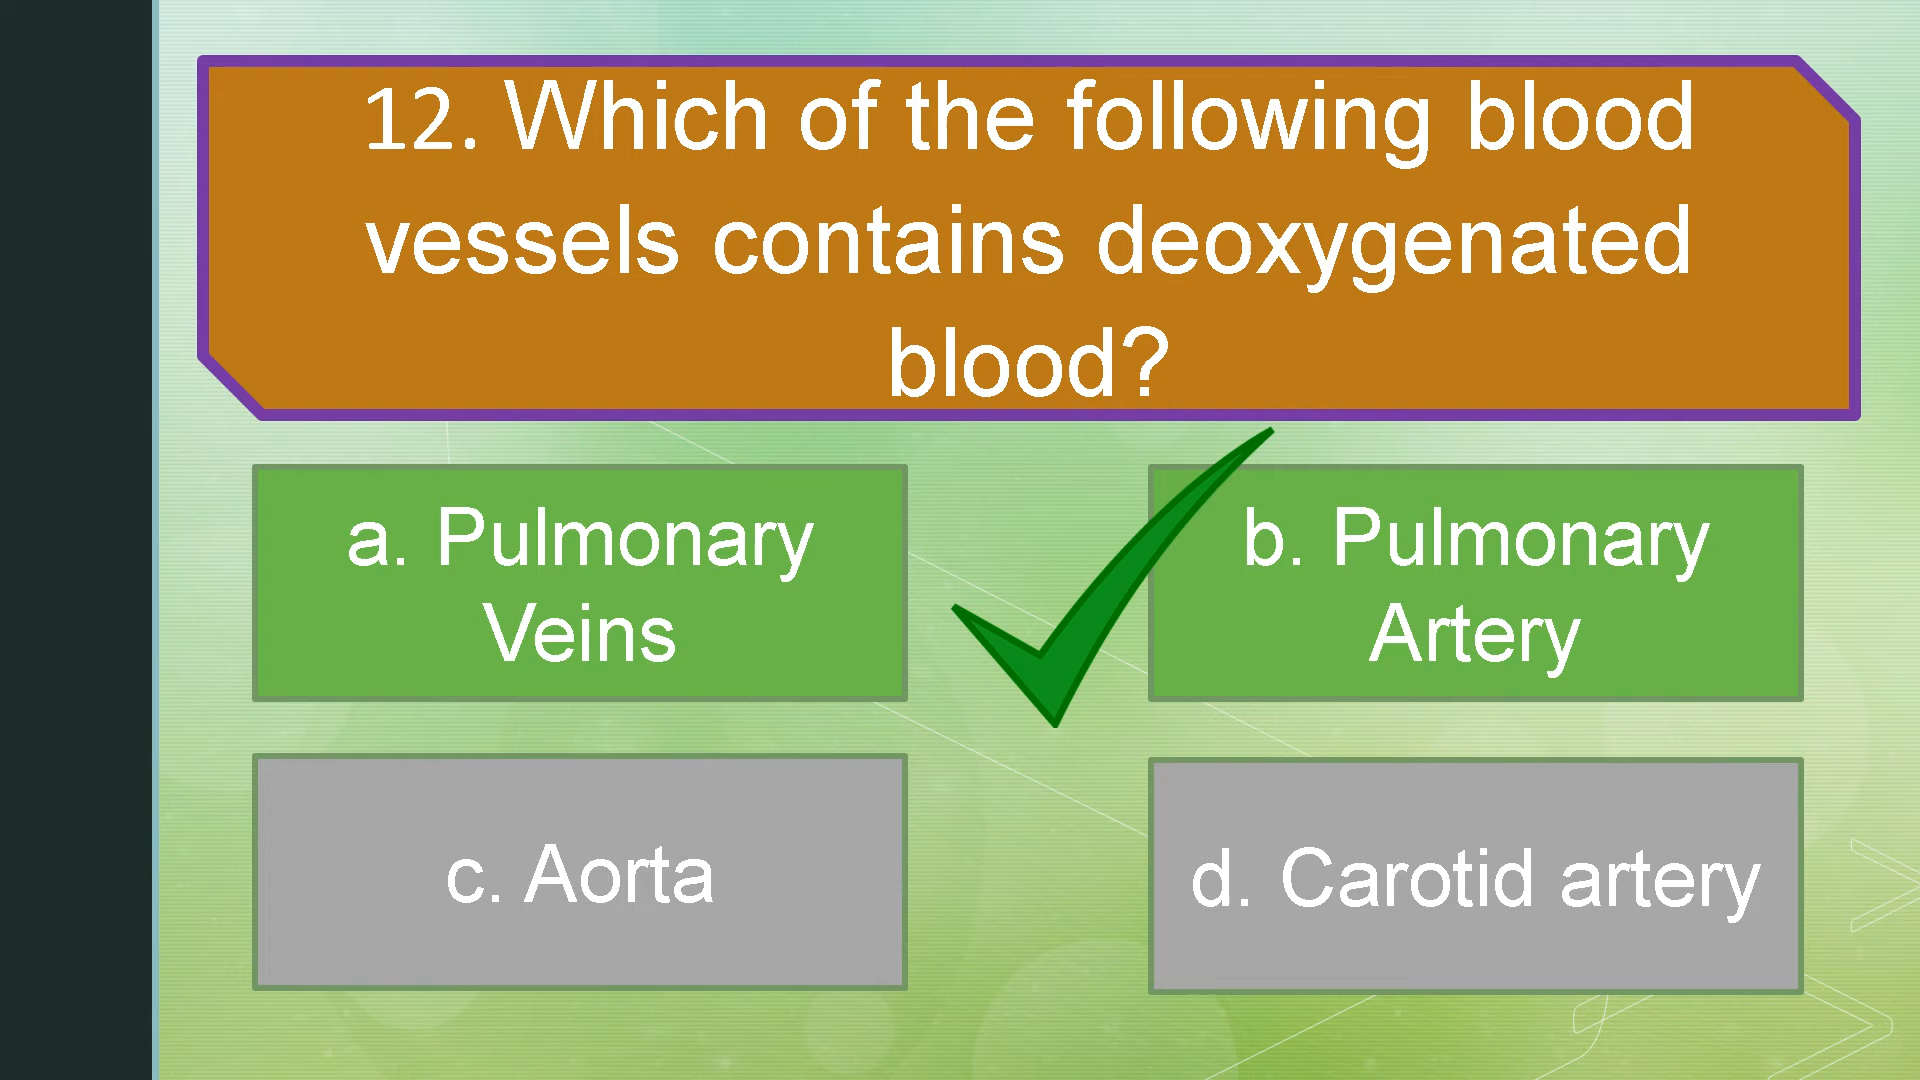 12. Which of the following blood
vessels contains deoxygenated
blood?
a. Pulmonary
Veins
b. Pulmonary
Artery
c. Aorta
d. Carotid artery